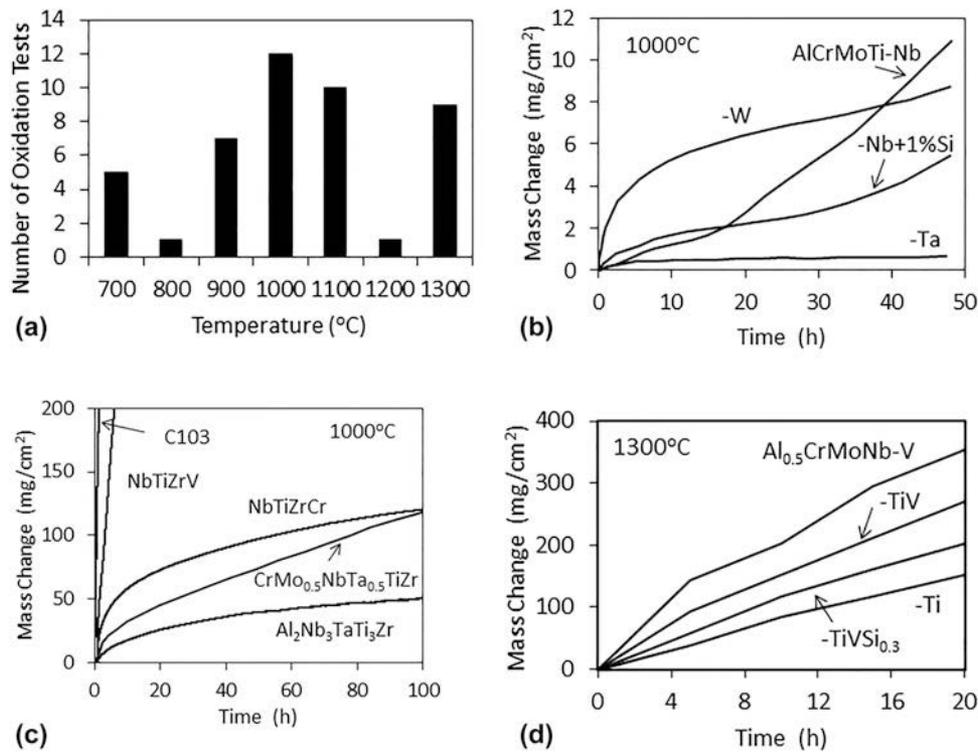 Number of Oxidation Tests
14
12
10
8
6
4
2
0
700 800 900 1000 1100 1200 1300
Temperature (°C)
(a)
Mass Change (mg/cm²)
12
10
8
6
4
2
0
0 10 20 30 40 50
Time (h)
1000°C
AlCrMoTi-Nb
-W
-Nb+1%Si
-Ta
(b)
Mass Change (mg/cm²)
200
150
100
50
0
0 20 40 60 80 100
Time (h)
C103
1000°C
NbTiZrV
NbTiZrCr
CrMo₀.₅NbTa₀.₅TiZr
Al₂Nb₃TaTi₃Zr
(c)
Mass Change (mg/cm²)
400
300
200
100
0
0 4 8 12 16 20
Time (h)
1300°C
Al₀.₅CrMoNb-V
-TiV
-Ti
-TiVSi₀.₃
(d)